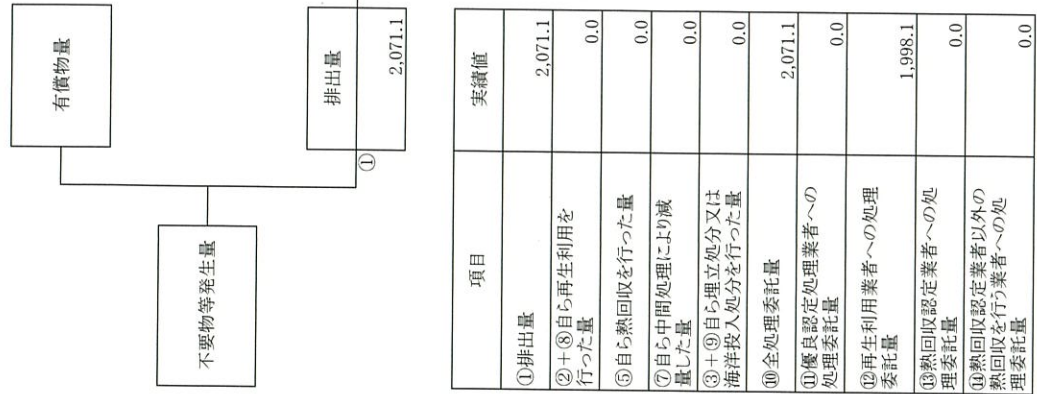 有償物量
不要物等発生量
①
排出量
2,071.1
項目
実績値
①排出量
2,071.1
②+⑧自ら再生利用を
行った量
0.0
⑤自ら熱回収を行った量
0.0
⑦自ら中間処理により減
量した量
0.0
③+⑨自ら埋立処分又は
海洋投入処分を行った量
0.0
⑩全処理委託量
2,071.1
⑪優良認定処理業者への
処理委託量
0.0
⑫再生利用業者への処理
委託量
1,998.1
⑬熱回収認定業者への処
理委託量
0.0
⑭熱回収認定業者以外の
熱回収を行う業者への処
理委託量
0.0